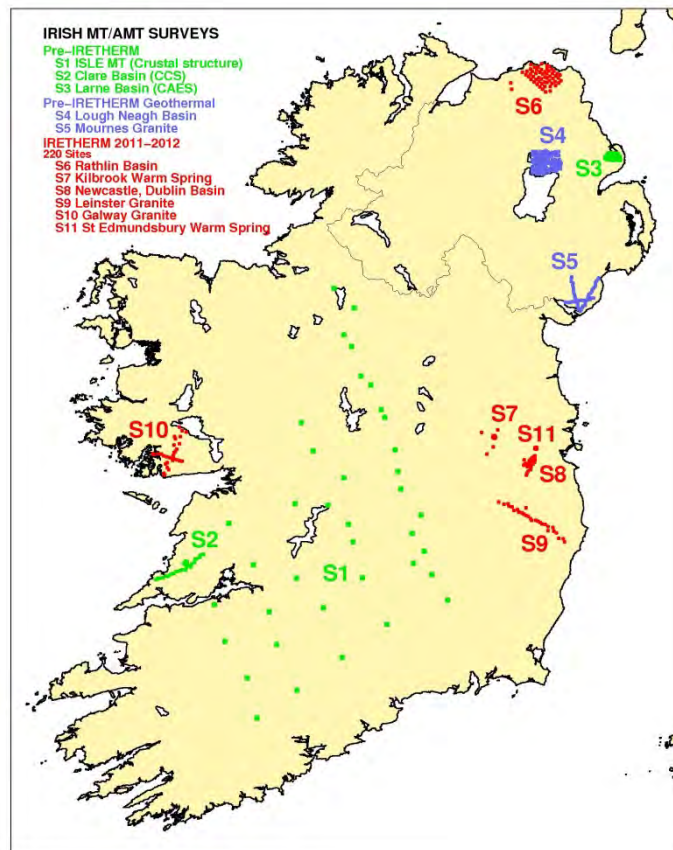 IRISH MT/AMT SURVEYS
Pre-IRETHERM
S1 ISLE MT (Crustal structure)
S2 Clare Basin (CCS)
S3 Larne Basin (CAES)
Pre-IRETHERM Geothermal
S4 Lough Neagh Basin
S5 Mournes Granite
IRETHERM 2011-2012
220 Sites
S6 Rathlin Basin
S7 Kilbrook Warm Spring
S8 Newcastle, Dublin Basin
S9 Leinster Granite
S10 Galway Granite
S11 St Edmundsbury Warm Spring
S6
S4
S3
S5
S7
S10
S11
S8
S9
S2
S1